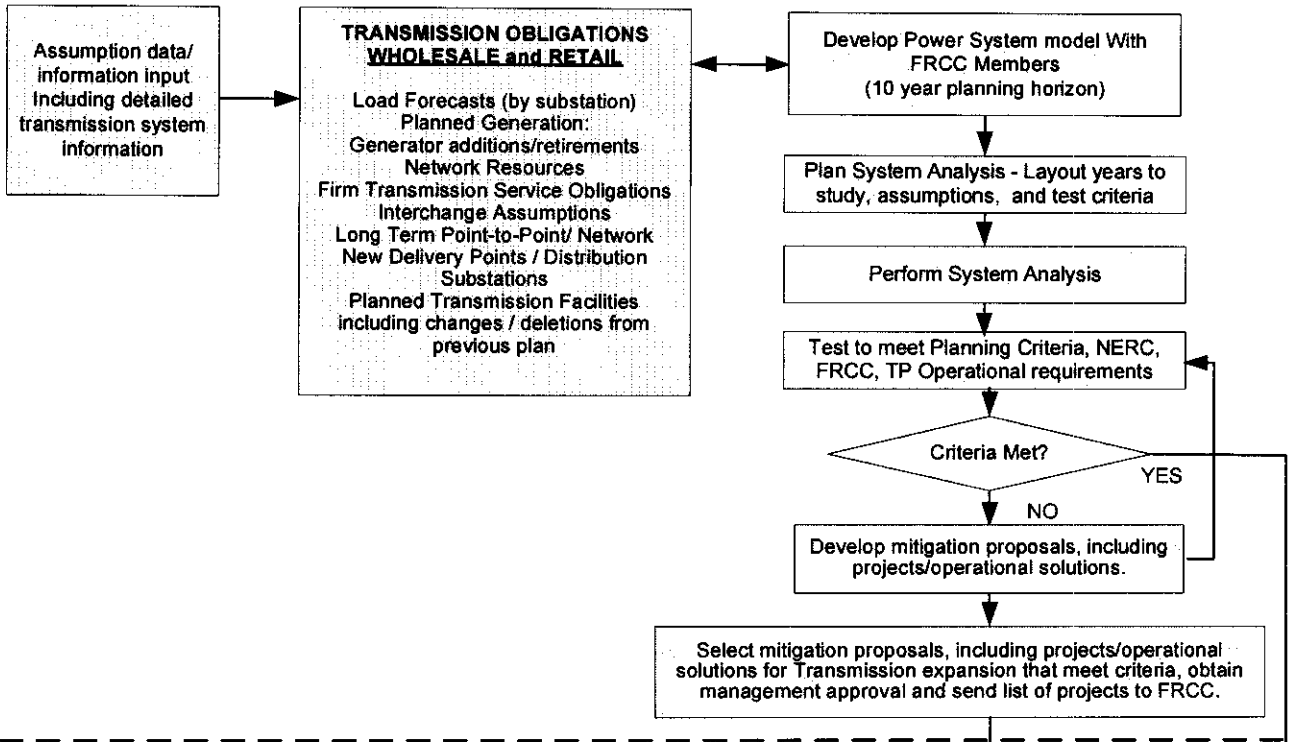 Assumption data/
information input
Including detailed
transmission system
information
TRANSMISSION OBLIGATIONS
WHOLESALE and RETAIL
Load Forecasts (by substation)
Planned Generation:
Generator additions/retirements
Network Resources
Firm Transmission Service Obligations
Interchange Assumptions
Long Term Point-to-Point/ Network
New Delivery Points / Distribution
Substations
Planned Transmission Facilities
including changes / deletions from
previous plan
Develop Power System model With
FRCC Members
(10 year planning horizon)
Plan System Analysis - Layout years to
study, assumptions, and test criteria
Perform System Analysis
Test to meet Planning Criteria, NERC,
FRCC, TP Operational requirements
Criteria Met?
YES
NO
Develop mitigation proposals, including
projects/operational solutions.
Select mitigation proposals, including projects/operational
solutions for Transmission expansion that meet criteria, obtain
management approval and send list of projects to FRCC.